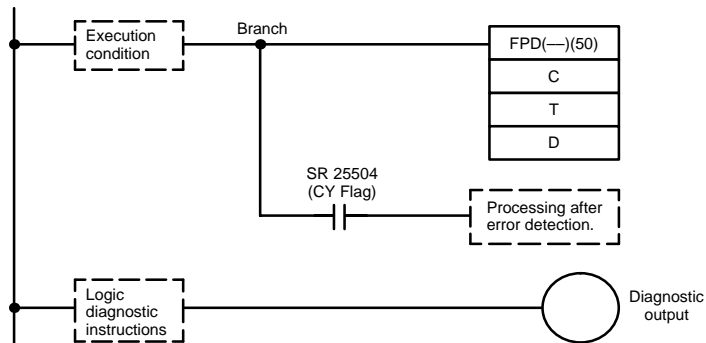 Execution
condition
Branch
FPD(––)(50)
C
T
D
SR 25504
(CY Flag)
Processing after
error detection.
Logic
diagnostic
instructions
Diagnostic
output